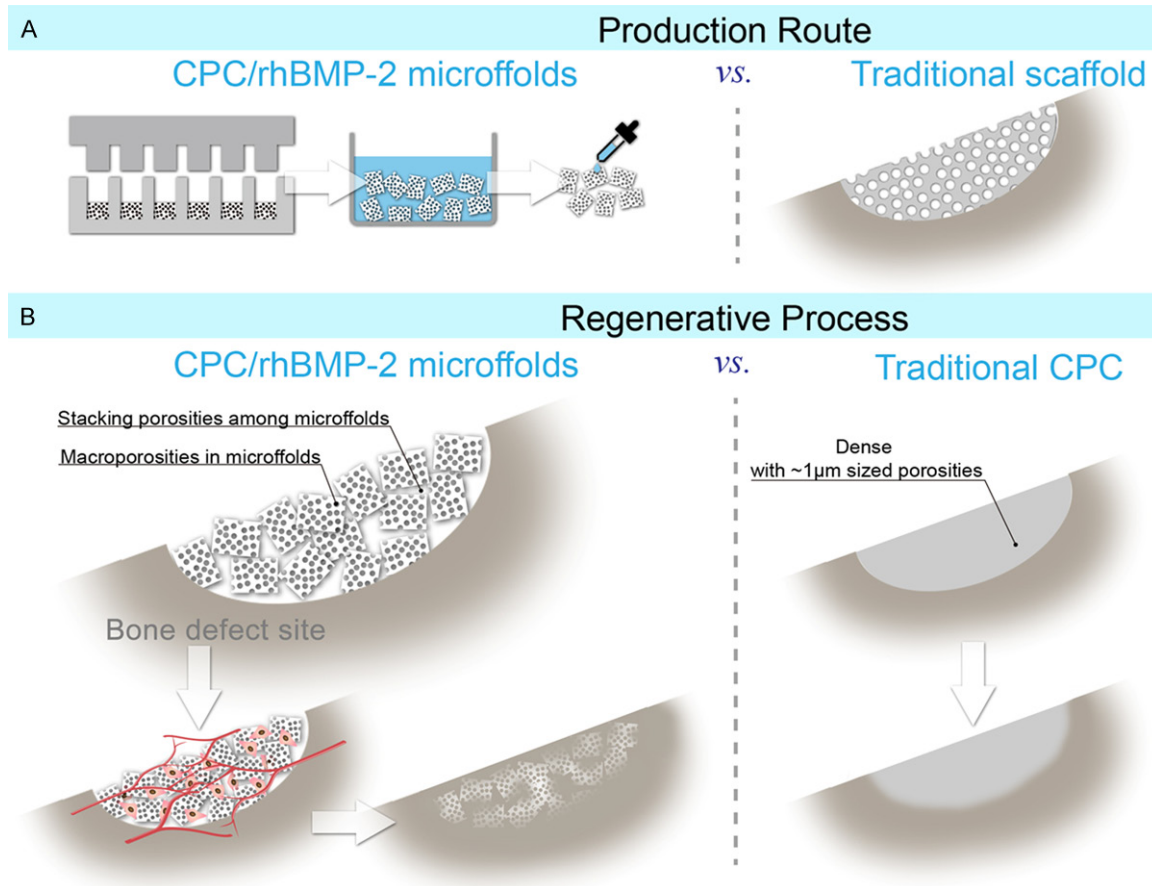 A
Production Route
CPC/rhBMP-2 microffolds
vs.
Traditional scaffold
B
Regenerative Process
CPC/rhBMP-2 microffolds
vs.
Traditional CPC
Stacking porosities among microffolds
Macroporosities in microffolds
Dense
with ~1μm sized porosities
Bone defect site